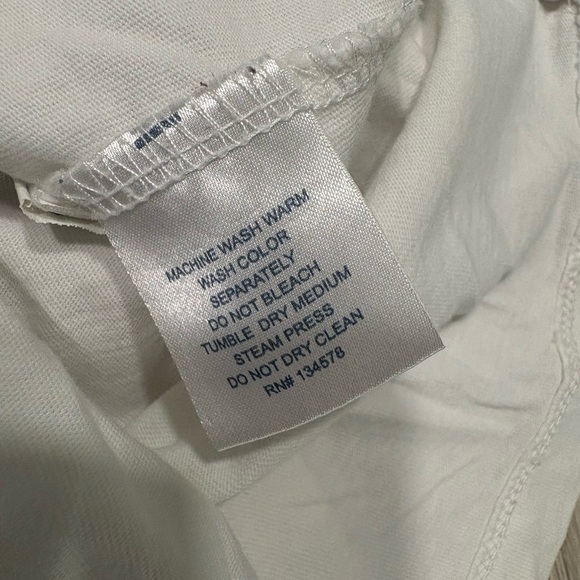 MACHINE WASH WARM
WASH COLOR
SEPARATELY
DO NOT BLEACH
TUMBLE DRY MEDIUM
STEAM PRESS
DO NOT DRY CLEAN
RN# 134578